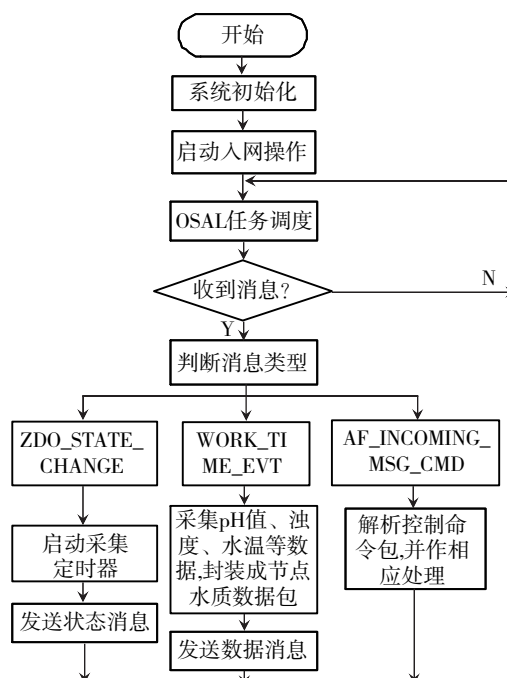 开始
系统初始化
启动入网操作
OSAL任务调度
收到消息?
N
Y
判断消息类型
ZDO_STATE_
CHANGE
WORK_TI
ME_EVT
AF_INCOMING_
MSG_CMD
启动采集
定时器
采集pH值、浊
度、水温等数
据,封装成节点
水质数据包
解析控制命
令包,并作相
应处理
发送状态消息
发送数据消息